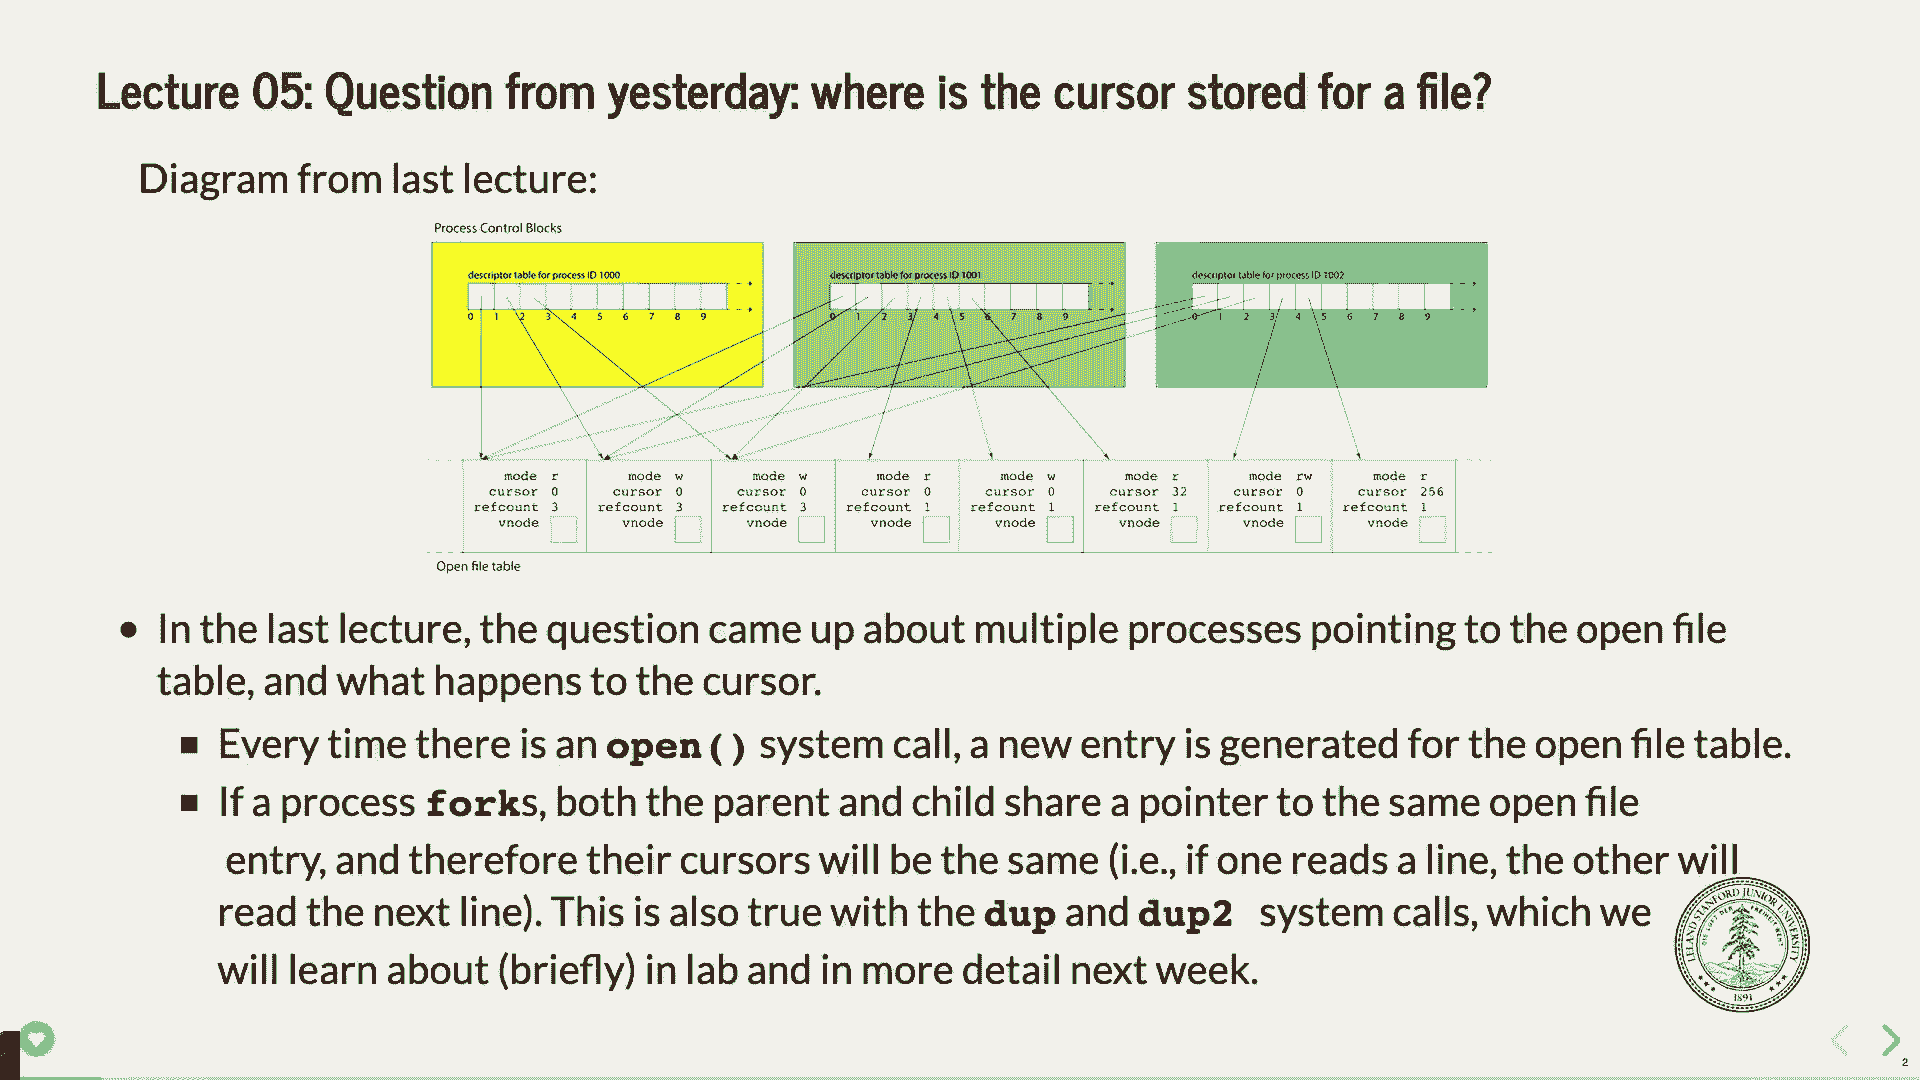 Lecture 05: Question from yesterday: where is the cursor stored for a file?
Diagram from last lecture:
Process Control Blocks
descriptor table for process ID 1000
0 1 2 3 4 5 6 7 8 9
descriptor table for process ID 1001
0 1 2 3 4 5 6 7 8 9
descriptor table for process ID 1002
0 1 2 3 4 5 6 7 8 9
mode r
cursor 0
refcount 3
vnode
mode w
cursor 0
refcount 3
vnode
mode w
cursor 0
refcount 3
vnode
mode r
cursor 0
refcount 1
vnode
mode w
cursor 0
refcount 1
vnode
mode r
cursor 32
refcount 1
vnode
mode rw
cursor 0
refcount 1
vnode
mode r
cursor 256
refcount 1
vnode
Open file table
• In the last lecture, the question came up about multiple processes pointing to the open file
table, and what happens to the cursor.
▪ Every time there is an open() system call, a new entry is generated for the open file table.
▪ If a process forks, both the parent and child share a pointer to the same open file
entry, and therefore their cursors will be the same (i.e., if one reads a line, the other will
read the next line). This is also true with the dup and dup2 system calls, which we
will learn about (briefly) in lab and in more detail next week.
LELAND STANFORD JUNIOR UNIVERSITY
1891
2